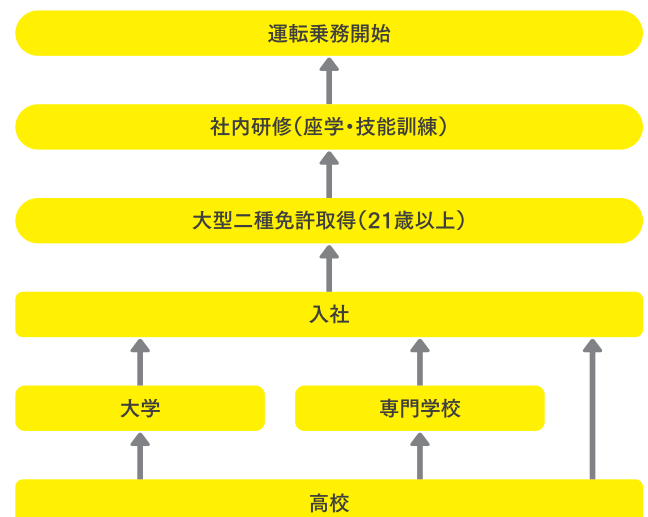 運転乗務開始
社内研修(座学・技能訓練)
大型二種免許取得(21歳以上)
入社
大学
専門学校
高校